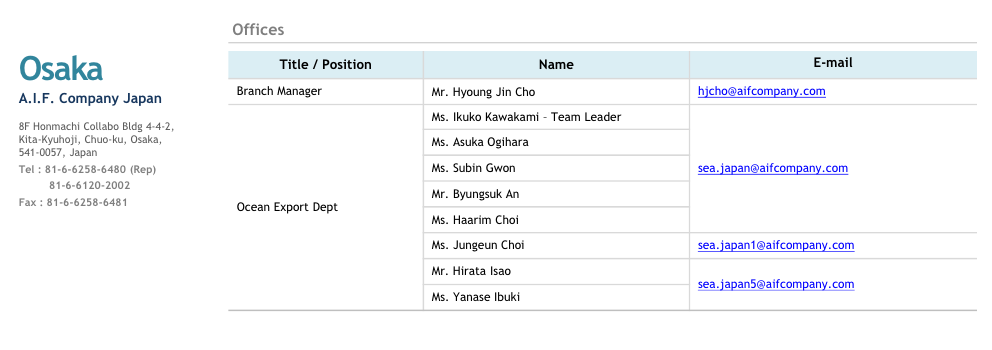 Offices
Osaka
A.I.F. Company Japan
8F Honmachi Collabo Bldg 4-4-2,
Kita-Kyuhoji, Chuo-ku, Osaka,
541-0057, Japan
Tel : 81-6-6258-6480 (Rep)
81-6-6120-2002
Fax : 81-6-6258-6481
Title / Position Name E-mail
Branch Manager Mr. Hyoung Jin Cho hjcho@aifcompany.com
Ocean Export Dept
Ms. Ikuko Kawakami – Team Leader
Ms. Asuka Ogihara
Ms. Subin Gwon sea.japan@aifcompany.com
Mr. Byungsuk An
Ms. Haarim Choi
Ms. Jungeun Choi sea.japan1@aifcompany.com
Mr. Hirata Isao
Ms. Yanase Ibuki
sea.japan5@aifcompany.com